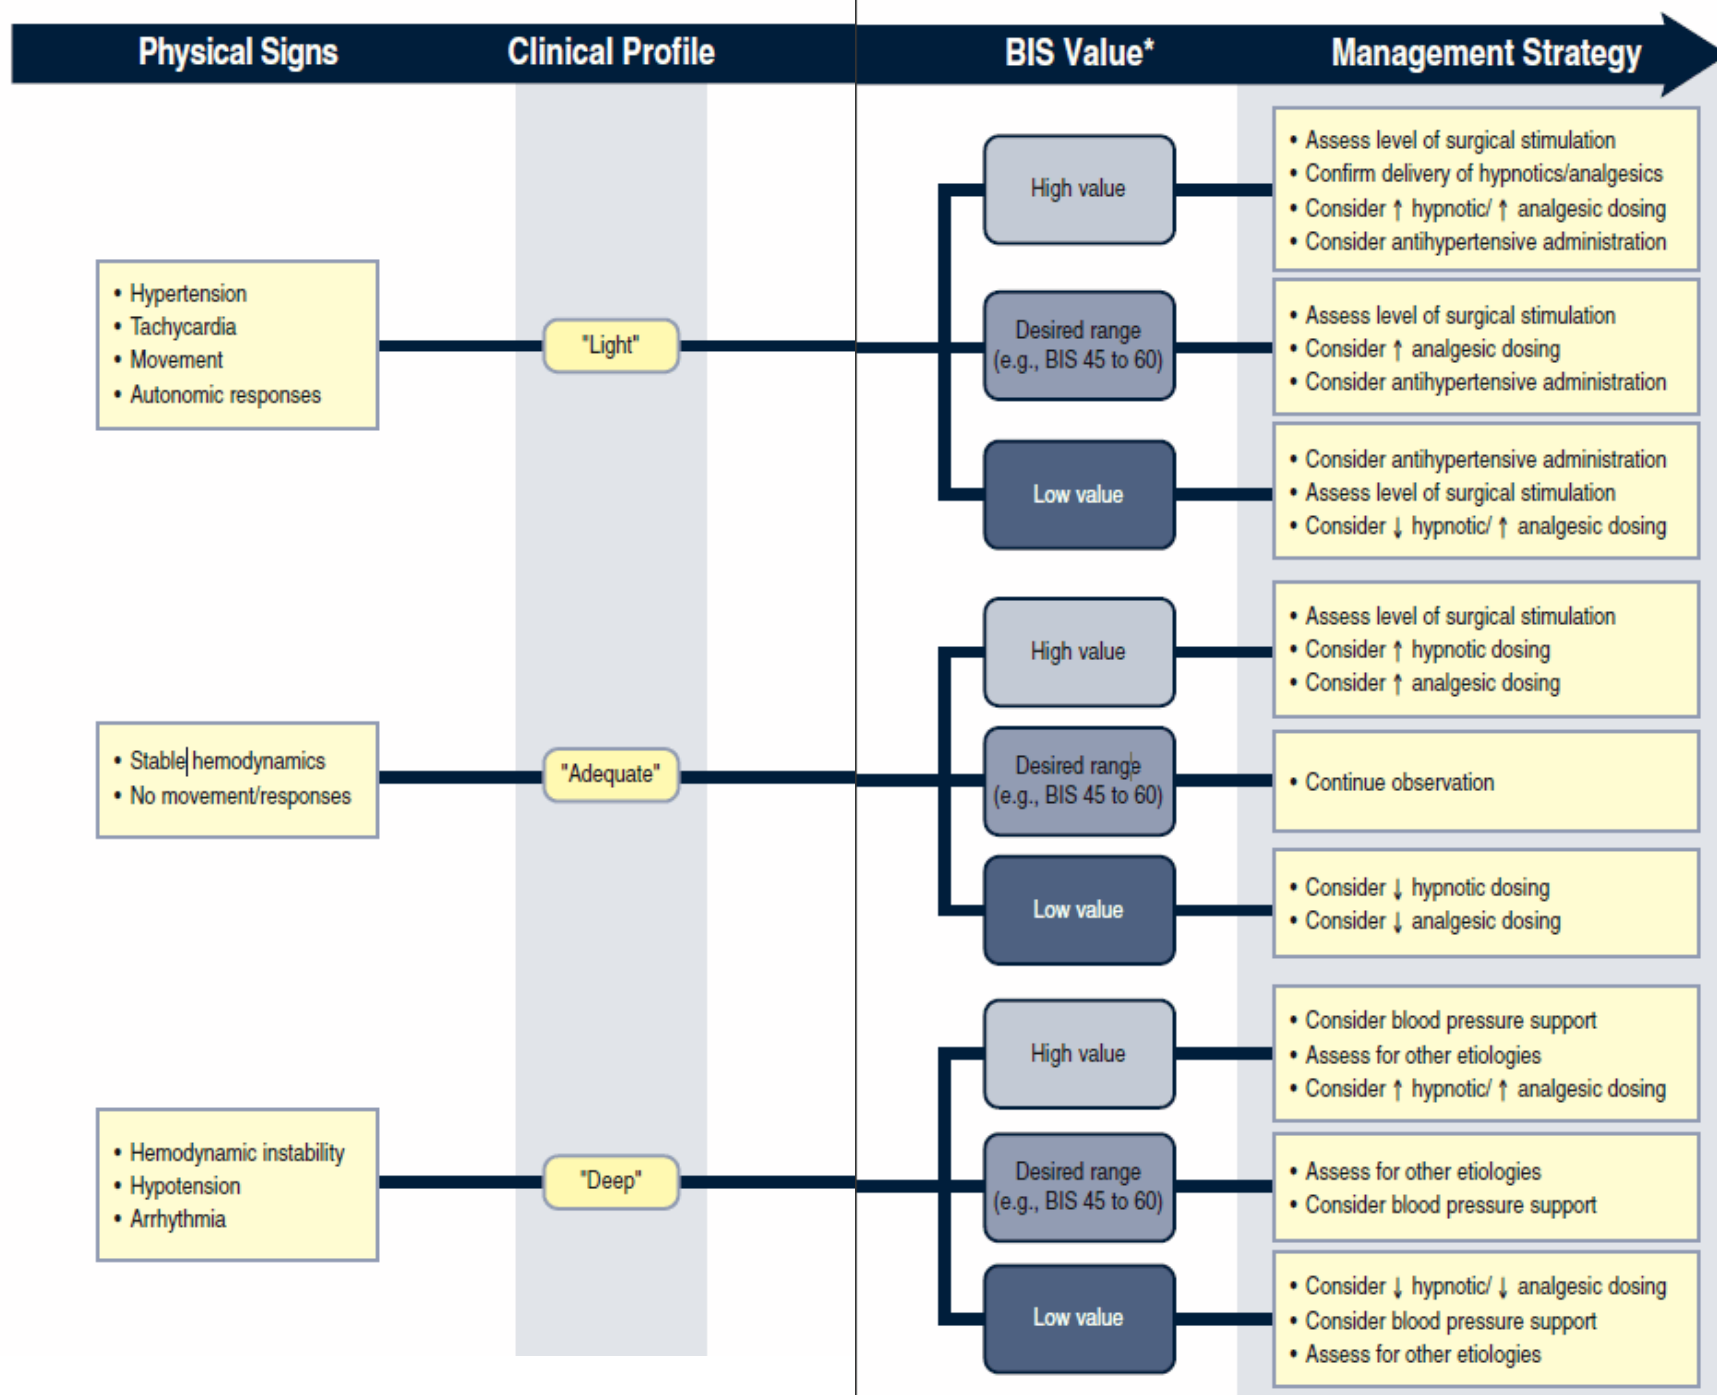 Physical Signs
Clinical Profile
BIS Value*
Management Strategy
• Hypertension
• Tachycardia
• Movement
• Autonomic responses
"Light"
High value
• Assess level of surgical stimulation
• Confirm delivery of hypnotics/analgesics
• Consider ↑ hypnotic/ ↑ analgesic dosing
• Consider antihypertensive administration
Desired range
(e.g., BIS 45 to 60)
• Assess level of surgical stimulation
• Consider ↑ analgesic dosing
• Consider antihypertensive administration
Low value
• Consider antihypertensive administration
• Assess level of surgical stimulation
• Consider ↓ hypnotic/ ↑ analgesic dosing
• Stable hemodynamics
• No movement/responses
"Adequate"
High value
• Assess level of surgical stimulation
• Consider ↑ hypnotic dosing
• Consider ↑ analgesic dosing
Desired range
(e.g., BIS 45 to 60)
• Continue observation
Low value
• Consider ↓ hypnotic dosing
• Consider ↓ analgesic dosing
• Hemodynamic instability
• Hypotension
• Arrhythmia
"Deep"
High value
• Consider blood pressure support
• Assess for other etiologies
• Consider ↑ hypnotic/ ↑ analgesic dosing
Desired range
(e.g., BIS 45 to 60)
• Assess for other etiologies
• Consider blood pressure support
Low value
• Consider ↓ hypnotic/ ↓ analgesic dosing
• Consider blood pressure support
• Assess for other etiologies